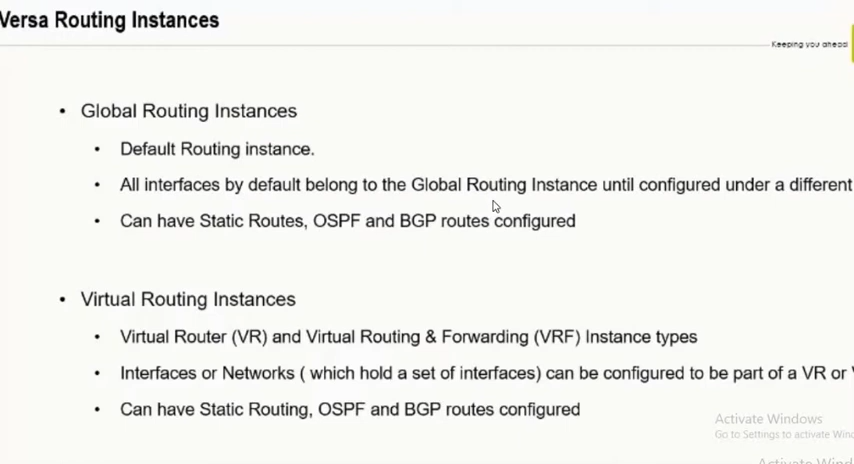 Versa Routing Instances
Keeping you ahead
• Global Routing Instances
• Default Routing instance.
• All interfaces by default belong to the Global Routing Instance until configured under a different
• Can have Static Routes, OSPF and BGP routes configured
• Virtual Routing Instances
• Virtual Router (VR) and Virtual Routing & Forwarding (VRF) Instance types
• Interfaces or Networks ( which hold a set of interfaces) can be configured to be part of a VR or
• Can have Static Routing, OSPF and BGP routes configured
Activate Windows
Go to Settings to activate Win
Activate Wind